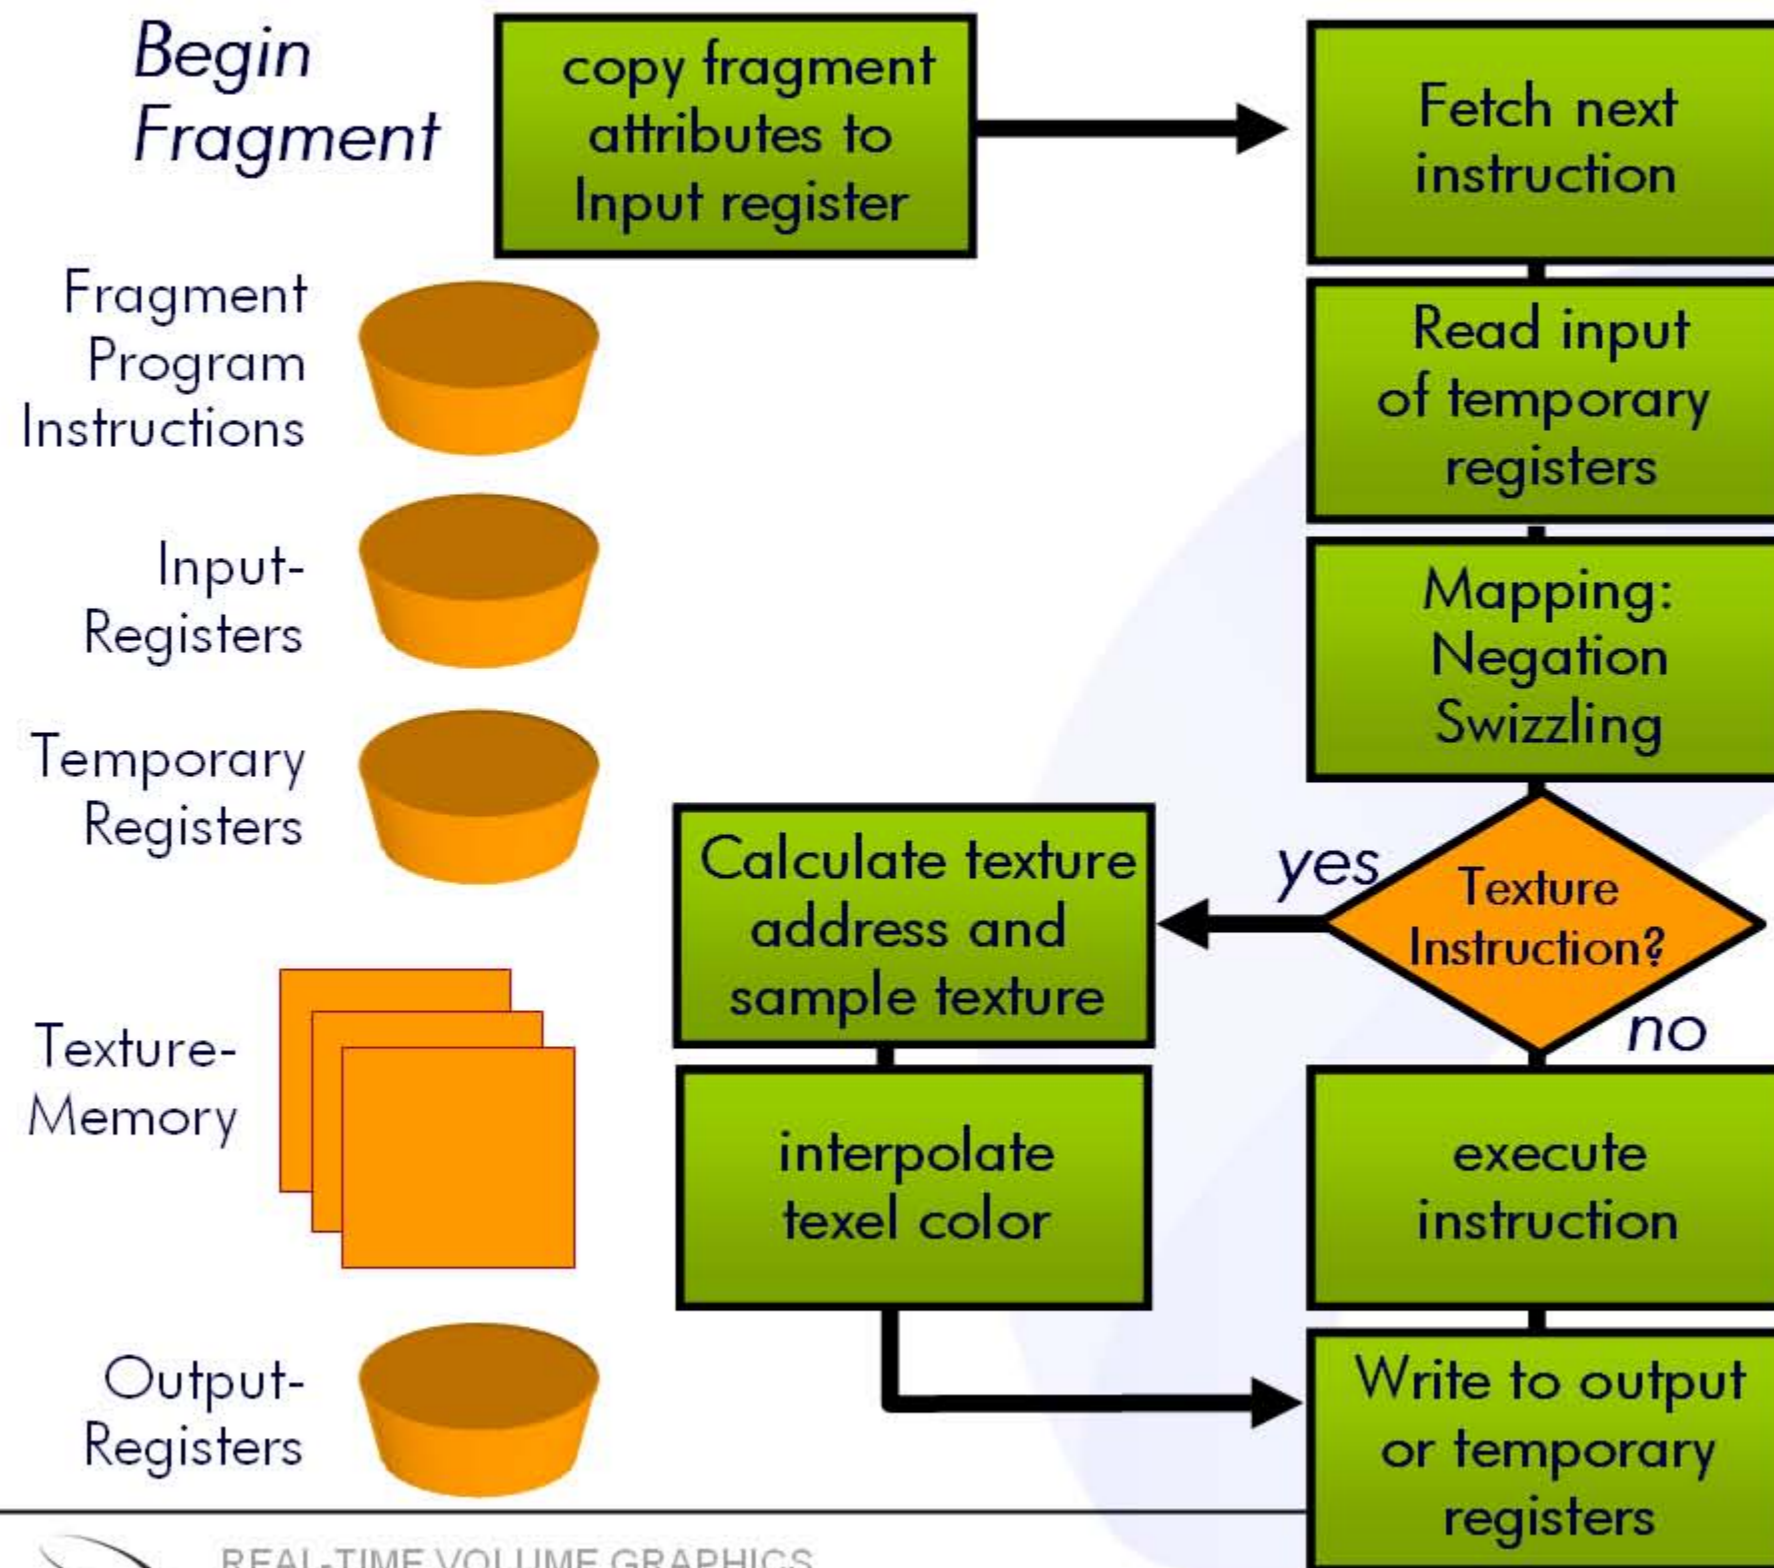 Begin
Fragment
copy fragment
attributes to
Input register
Fetch next
instruction
Fragment
Program
Instructions
Read input
of temporary
registers
Input-
Registers
Mapping:
Negation
Swizzling
Temporary
Registers
Calculate texture
address and
sample texture
yes
Texture
Instruction?
no
Texture-
Memory
interpolate
texel color
execute
instruction
Output-
Registers
Write to output
or temporary
registers
REAL-TIME VOLUME GRAPHICS